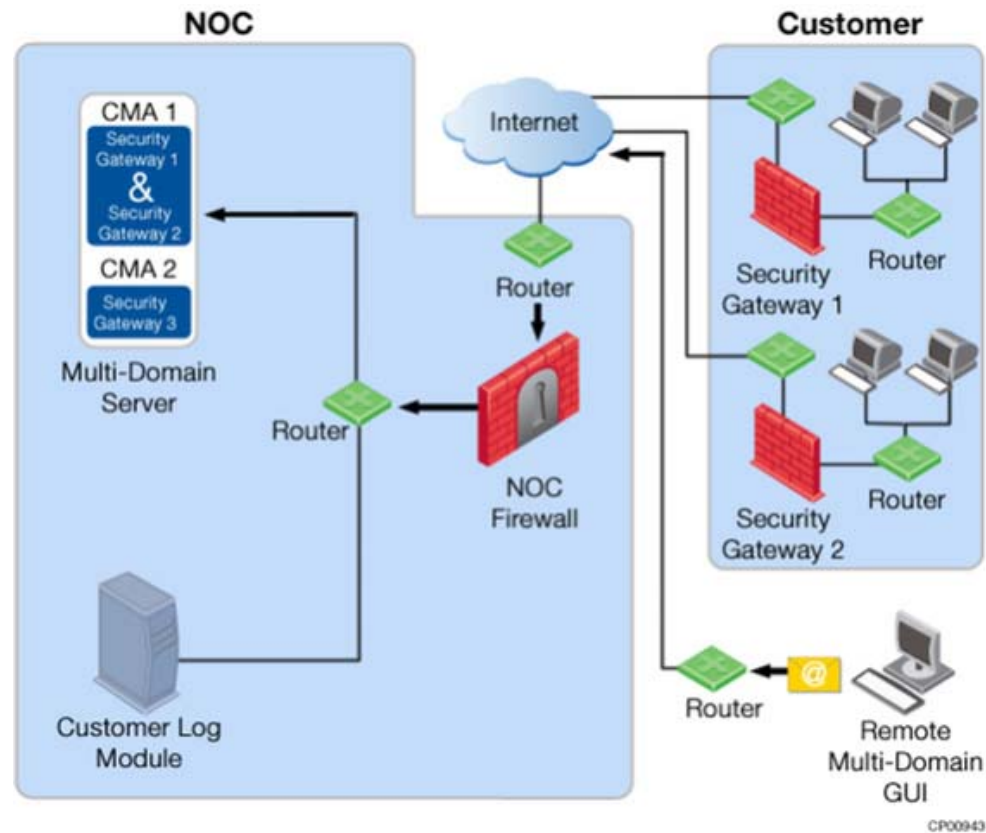 NOC
Customer
CMA 1
Security
Gateway 1
&
Security
Gateway 2
CMA 2
Security
Gateway 3
Multi-Domain
Server
Internet
Router
Router
NOC
Firewall
Customer Log
Module
Security
Gateway 1
Router
Security
Gateway 2
Router
Router
@
Remote
Multi-Domain
GUI
CP00943